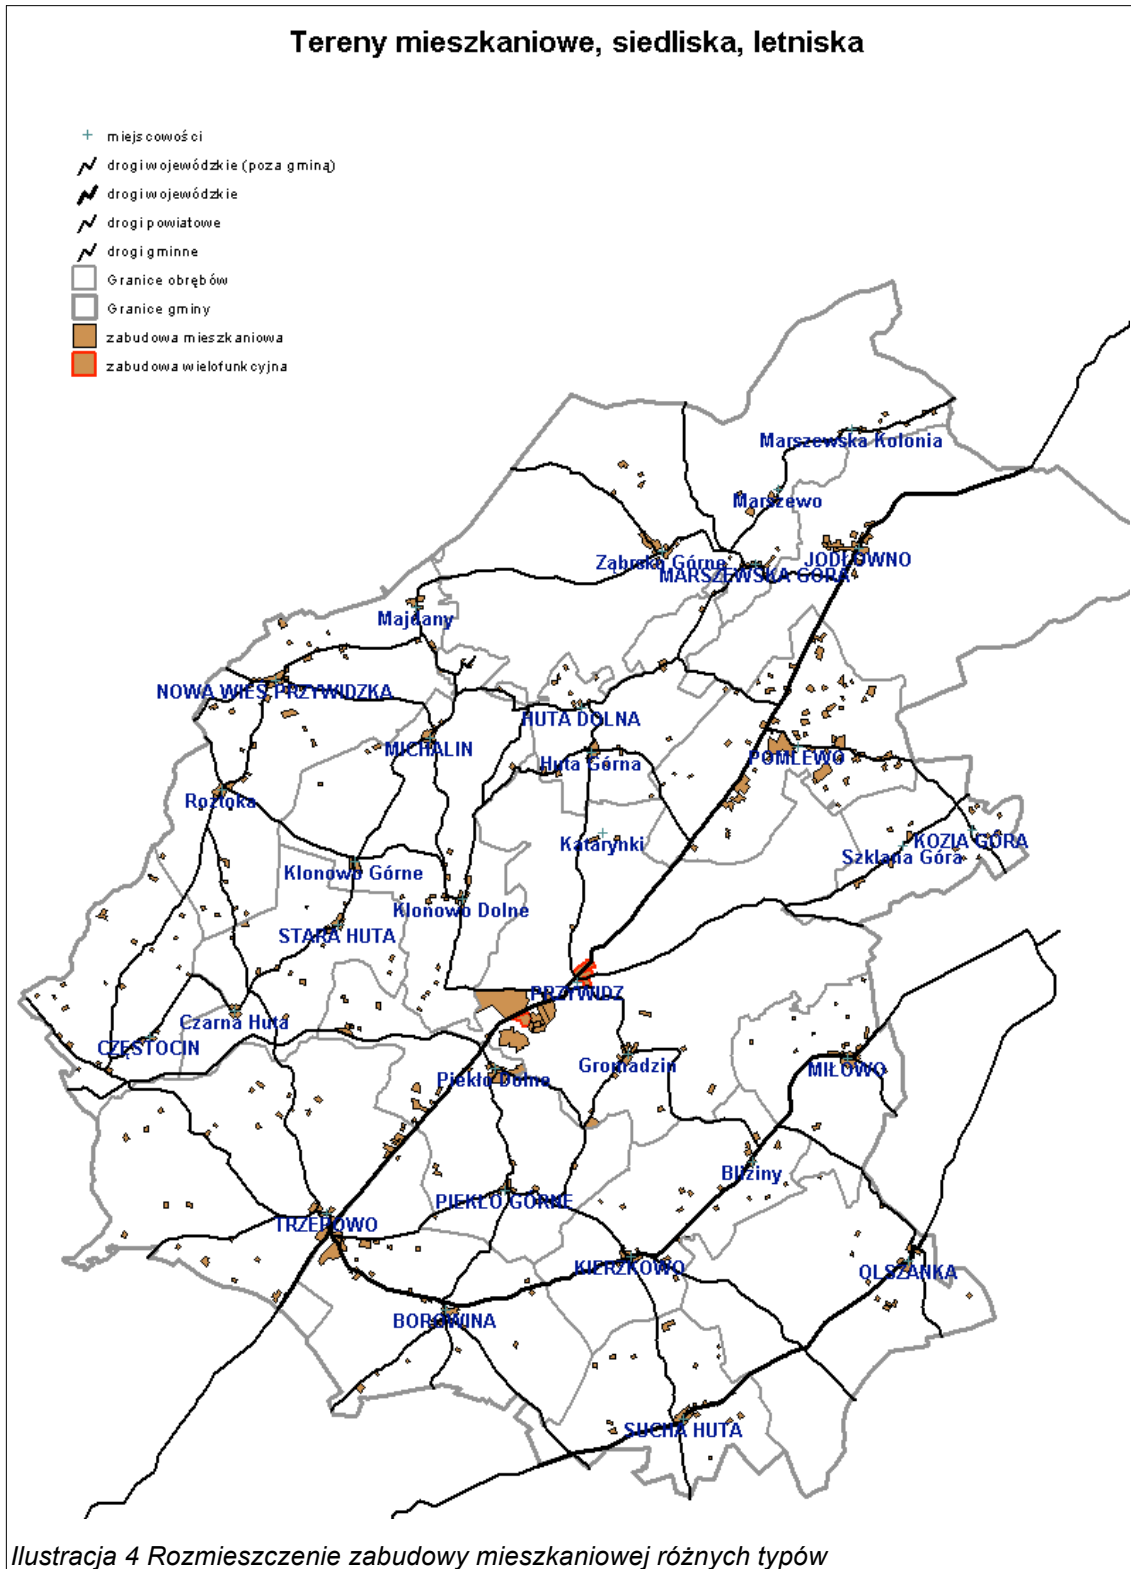 Tereny mieszkaniowe, siedliska, letniska
miejscowości
drogi wojewódzkie (poza gminą)
drogi wojewódzkie
drogi powiatowe
drogi gminne
Granice obrębów
Granice gminy
zabudowa mieszkaniowa
zabudowa wielofunkcyjna
Marszewska Kolonia
Marszewo
JODŁOWNO
Ząbrsko Górne
MARSZEWSKA GÓRA
Majdany
NOWA WIEŚ PRZYWIDZKA
HUTA DOLNA
MICHALIN
Huta Górna
POMLEWO
Roztoka
Katarynki
KOZIA GÓRA
Szklana Góra
Klonowo Górne
Klonowo Dolne
STARA HUTA
PRZYWIDZ
Czarna Huta
CZĘSTOCIN
Gromadzin
MIŁOWO
Piekło Dolne
Bliziny
PIEKŁO GÓRNE
TRZEPOWO
KIERZKOWO
OLSZANKA
BOROWINA
SUCHA HUTA
Ilustracja 4 Rozmieszczenie zabudowy mieszkaniowej różnych typów